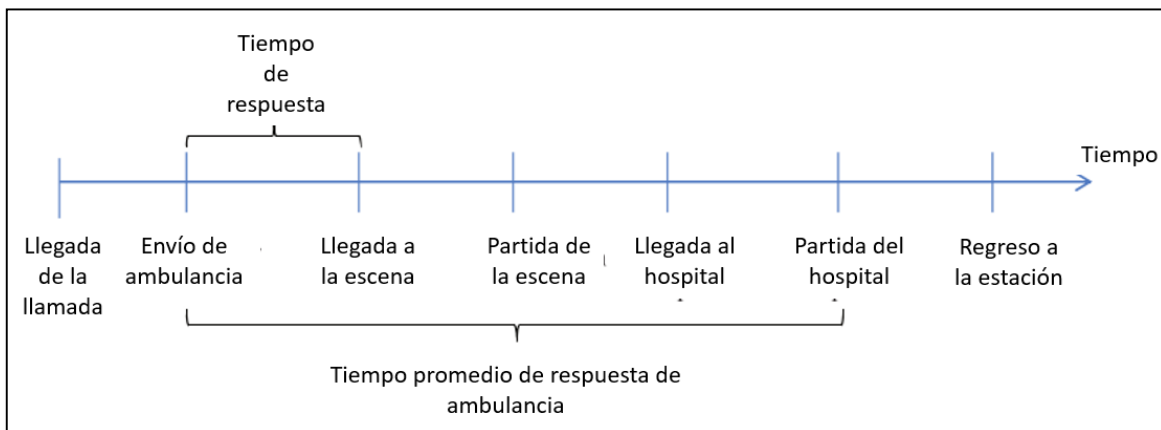 Tiempo
de
respuesta
Tiempo
Llegada
de la
llamada
Envío de
ambulancia
Llegada a
la escena
Partida de
la escena
Llegada al
hospital
Partida del
hospital
Regreso a
la estación
Tiempo promedio de respuesta de
ambulancia